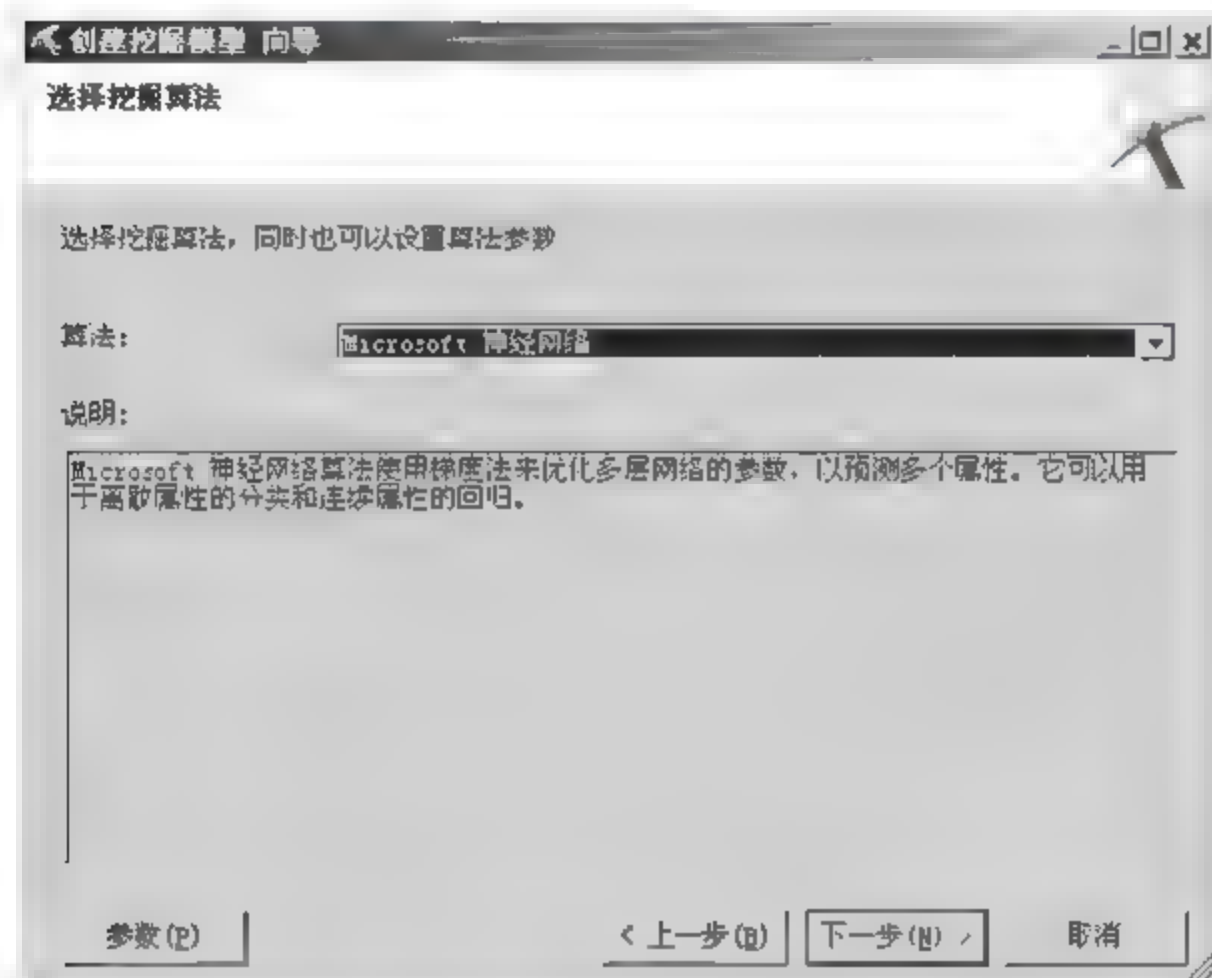 创建挖掘模型 向导
选择挖掘算法
选择挖掘算法，同时也可以设置算法参数
算法：
Microsoft 神经网络
说明：
Microsoft 神经网络算法使用梯度法来优化多层网络的参数，以预测多个属性。它可以用
于离散属性的分类和连续属性的回归。
参数(P)
< 上一步(B)
下一步(N) >
取消